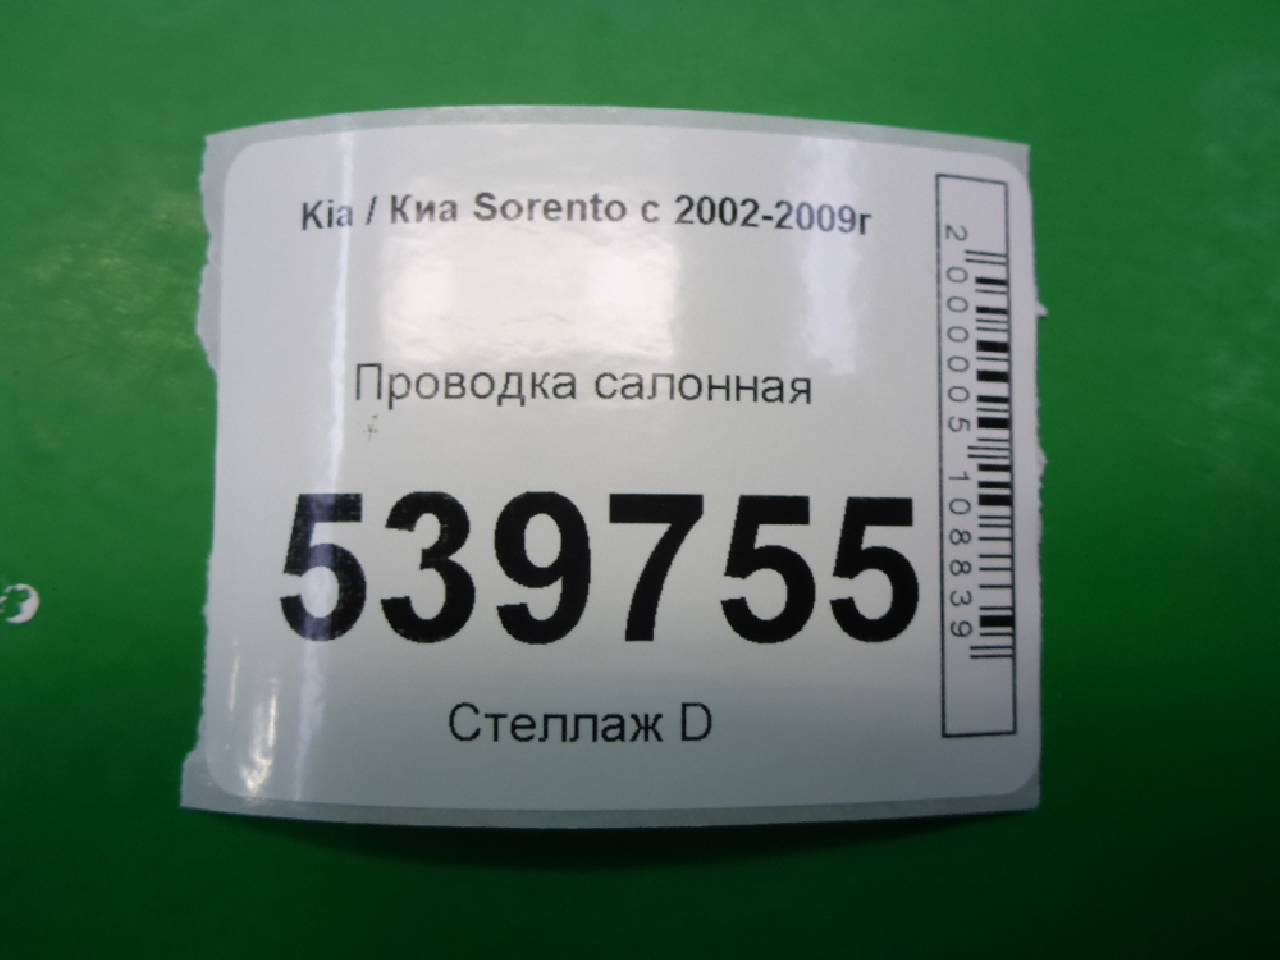 Kia / Киа Sorento с 2002-2009г
Проводка салонная
539755
Стеллаж D
2000005108839